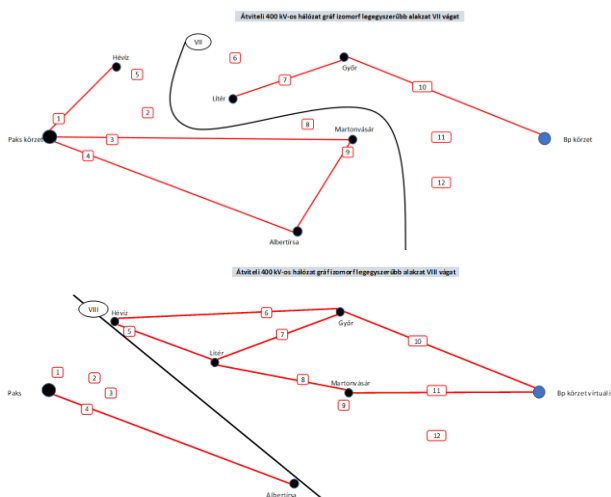 Átviteli 400 kV-os hálózat gráf izomorf legegyszerűbb alakzat VII vágat
VII
Hévíz
5
6
Győr
7
10
Litér
1
2
8
Martonvásár
Paks körzet
3
11
Bp körzet
4
9
12
Albertirsa
Átviteli 400 kV-os hálózat gráf izomorf legegyszerűbb alakzat VIII vágat
VIII
Hévíz
6
Győr
5
7
10
Litér
1
2
8
Martonvásár
Paks
3
11
Bp körzet virtuáli
4
9
12
Albertirsa